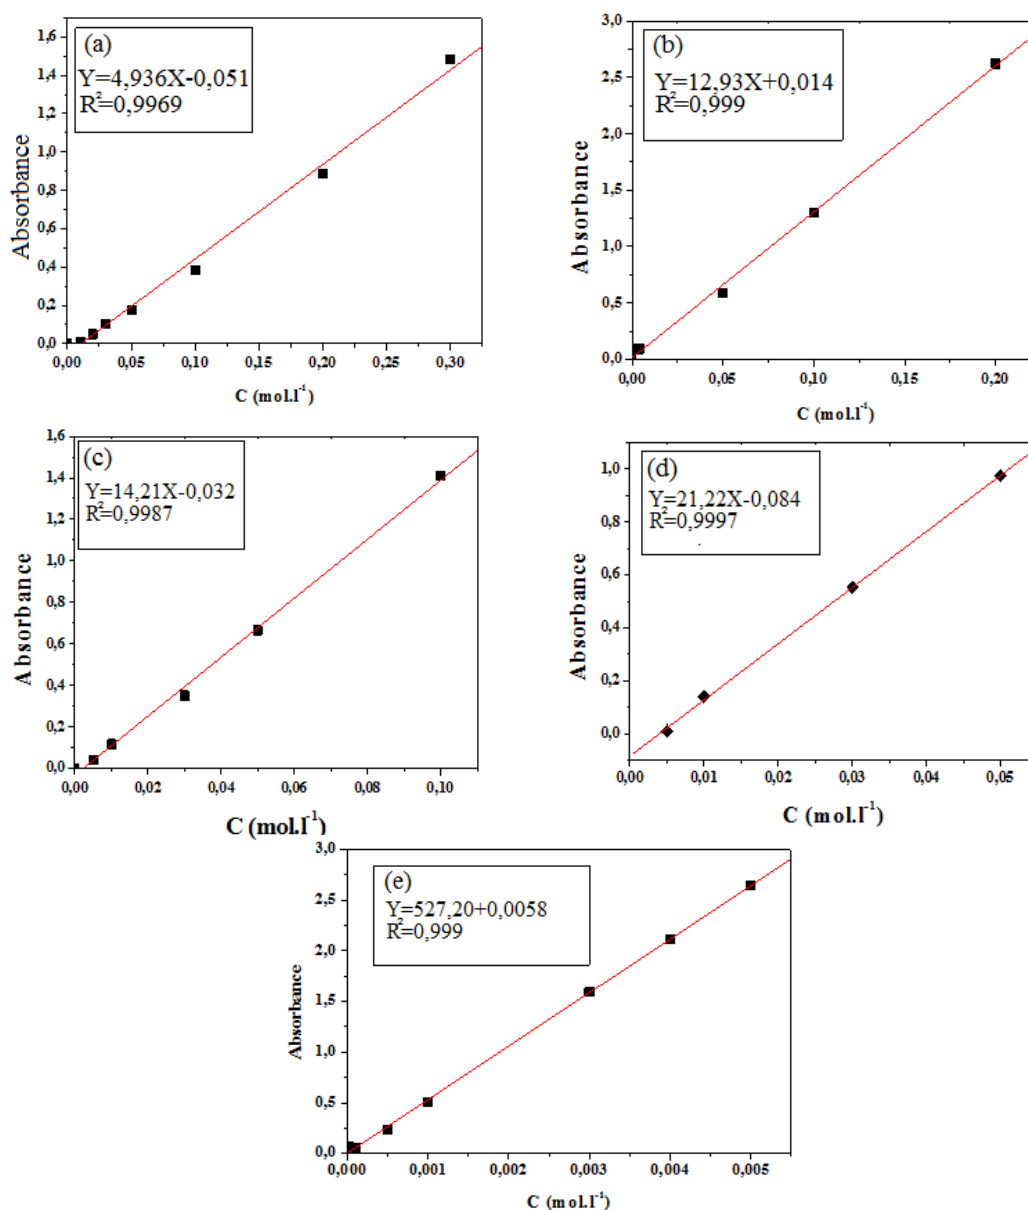 (a)
Y=4,936X-0,051
R²=0,9969
1,6
1,4
1,2
1,0
0,8
0,6
0,4
0,2
0,0
Absorbance
0,00 0,05 0,10 0,15 0,20 0,25 0,30
C (mol.l⁻¹)
(b)
Y=12,93X+0,014
R²=0,999
3,0
2,5
2,0
1,5
1,0
0,5
0,0
Absorbance
0,00 0,05 0,10 0,15 0,20
C (mol.l⁻¹)
(c)
Y=14,21X-0,032
R²=0,9987
1,6
1,4
1,2
1,0
0,8
0,6
0,4
0,2
0,0
Absorbance
0,00 0,02 0,04 0,06 0,08 0,10
C (mol.l⁻¹)
(d)
Y=21,22X-0,084
R²=0,9997
.
1,0
0,8
0,6
0,4
0,2
0,0
Absorbance
0,00 0,01 0,02 0,03 0,04 0,05
C (mol.l⁻¹)
(e)
Y=527,20+0,0058
R²=0,999
3,0
2,5
2,0
1,5
1,0
0,5
0,0
Absorbance
0,000 0,001 0,002 0,003 0,004 0,005
C (mol.l⁻¹)